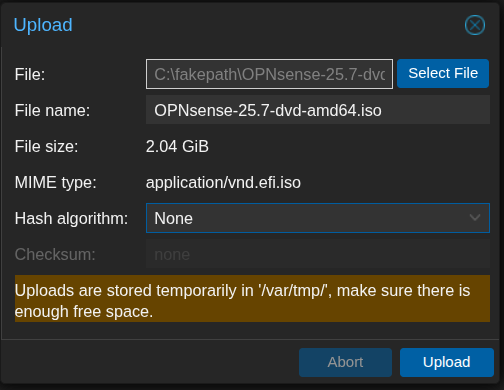 Upload
File: C:\fakepath\OPNsense-25.7-dvd Select File
File name: OPNsense-25.7-dvd-amd64.iso
File size: 2.04 GiB
MIME type: application/vnd.efi.iso
Hash algorithm: None
Checksum: none
Uploads are stored temporarily in '/var/tmp/', make sure there is
enough free space.
Abort Upload